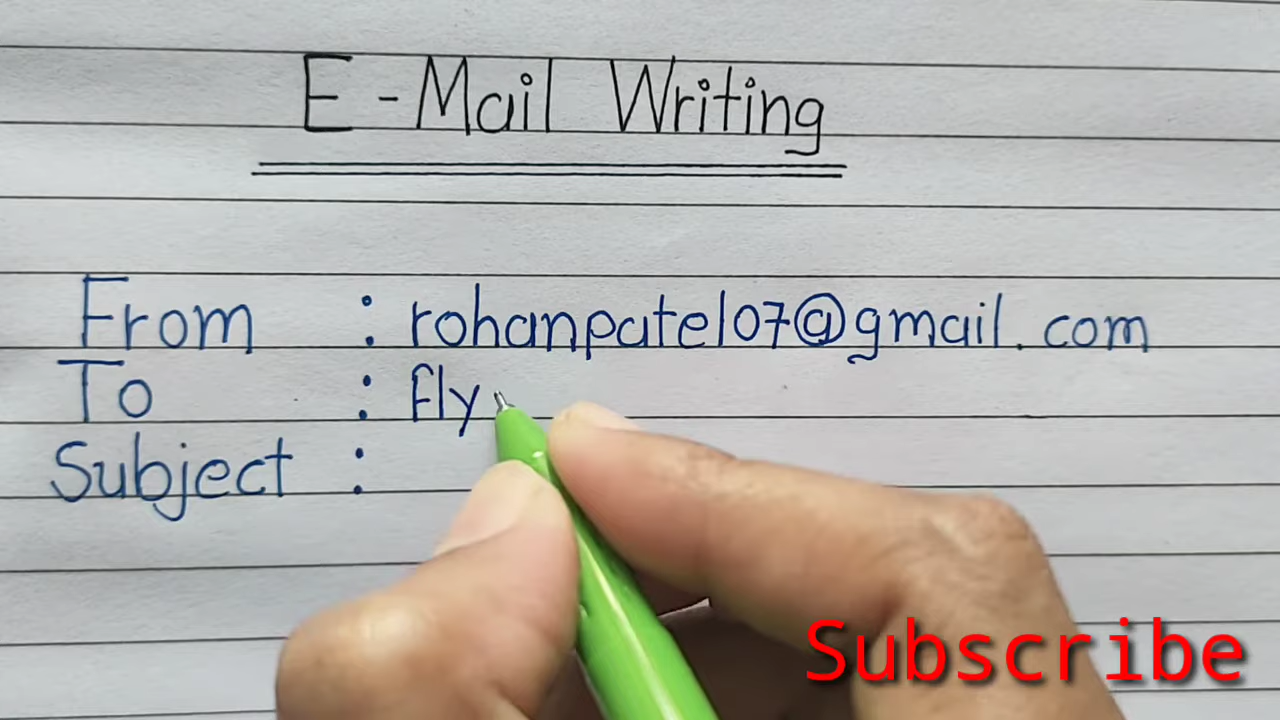 E-Mail Writing
From : rohanpatel07@gmail.com
To : fly
Subject :
Subscribe